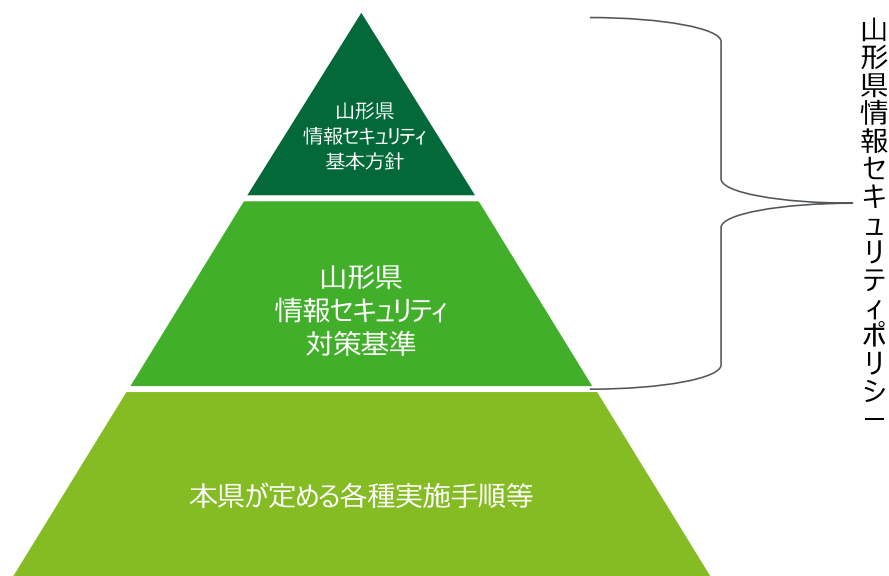 山形県
情報セキュリティ
基本方針
山形県
情報セキュリティ
対策基準
本県が定める各種実施手順等
山形県情報セキュリティポリシー